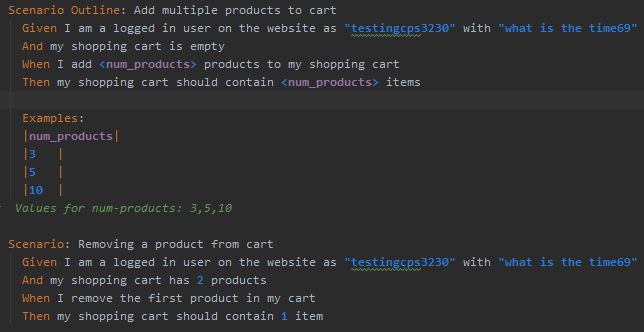 Scenario Outline: Add multiple products to cart
Given I am a logged in user on the website as "testingcps3230" with "what is the time69"
And my shopping cart is empty
When I add <num_products> products to my shopping cart
Then my shopping cart should contain <num_products> items
Examples:
|num_products|
|3 |
|5 |
|10 |
Values for num-products: 3,5,10
Scenario: Removing a product from cart
Given I am a logged in user on the website as "testingcps3230" with "what is the time69"
And my shopping cart has 2 products
When I remove the first product in my cart
Then my shopping cart should contain 1 item